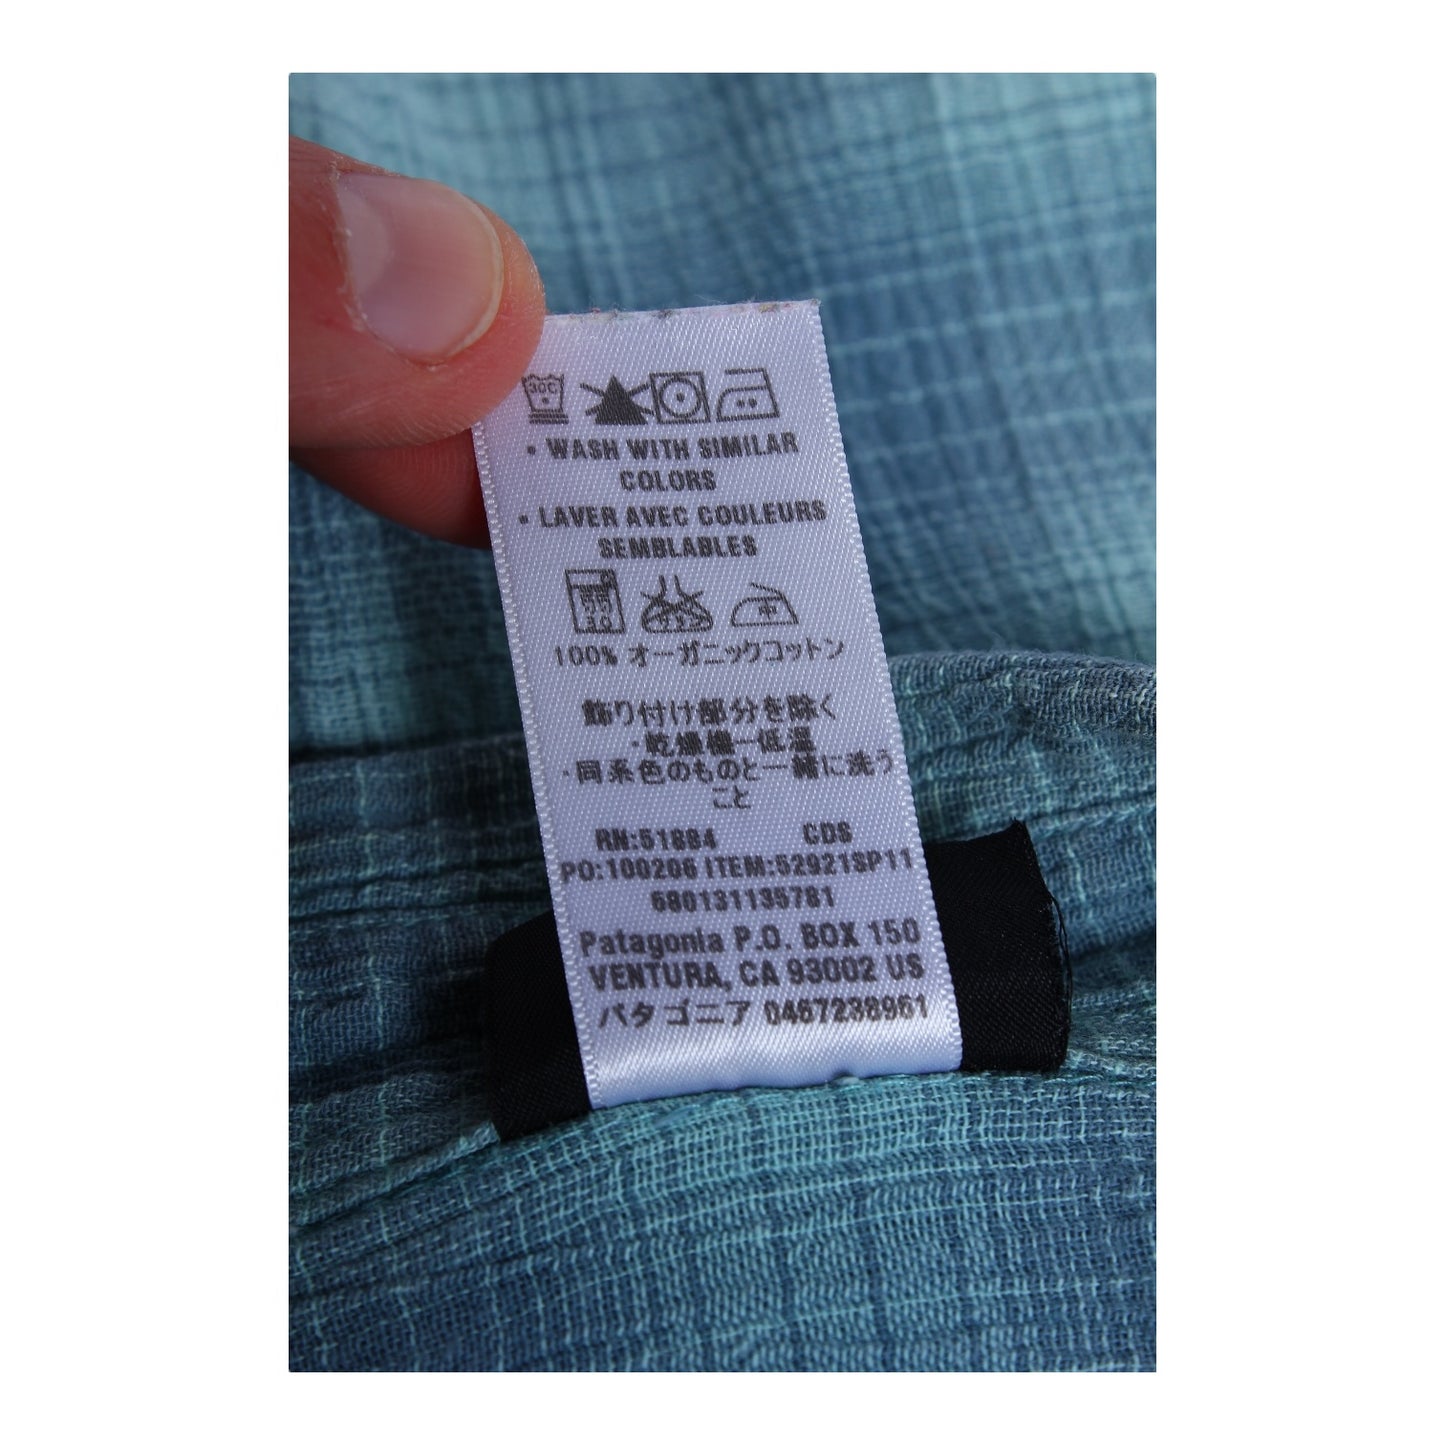 30C
• WASH WITH SIMILAR
COLORS
• LAVER AVEC COULEURS
SEMBLABLES
30
100% オーガニックコットン
飾り付け部分を除く
・乾燥機ー低温
・同系色のものと一緒に洗う
こと
RN:51884 CDS
PO:100206 ITEM:52921SP11
680131135781
Patagonia P.O. BOX 150
VENTURA, CA 93002 US
パタゴニア 0467238961